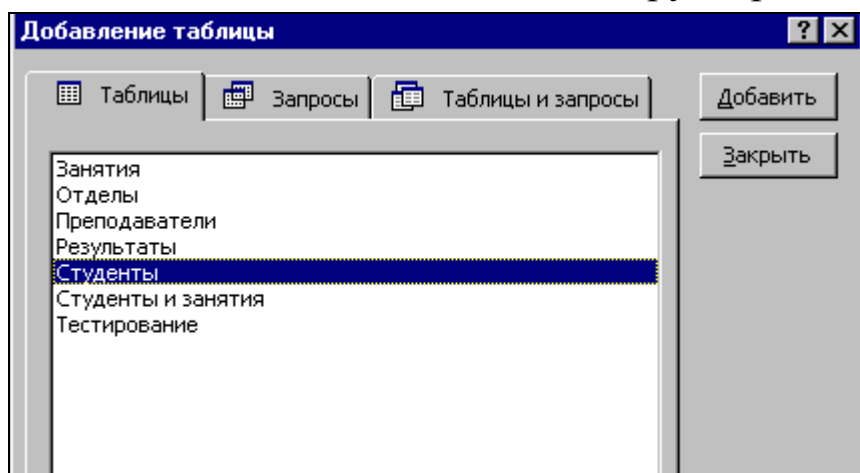 Добавление таблицы
Таблицы Запросы Таблицы и запросы
Добавить
Закрыть
Занятия
Отделы
Преподаватели
Результаты
Студенты
Студенты и занятия
Тестирование